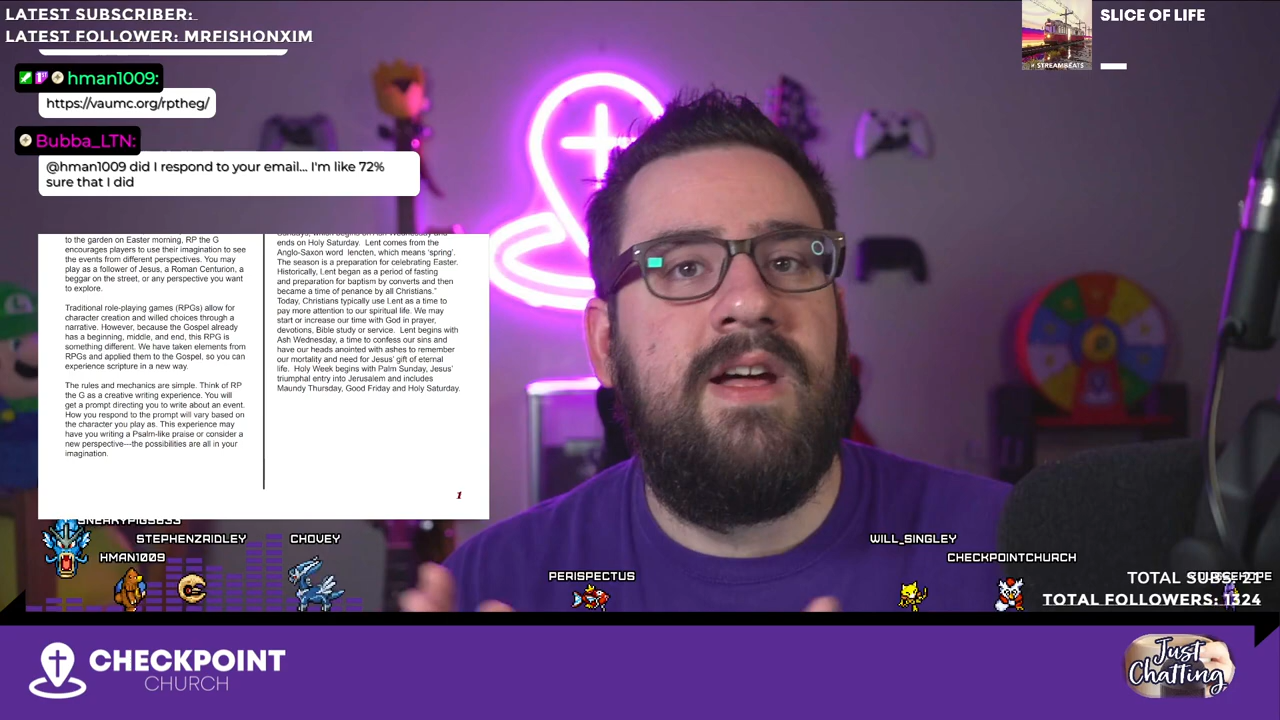 LATEST SUBSCRIBER:
LATEST FOLLOWER: MRFISHONXIM
SLICE OF LIFE
STREAMBEATS
hman1009:
https://vaumc.org/rptheg/
Bubba_LTN:
@hman1009 did I respond to your email... I'm like 72%
sure that I did
to the garden on Easter morning, RP the G
encourages players to use their imagination to see
the events from different perspectives. You may
play as a follower of Jesus, a Roman Centurion, a
beggar on the street, or any perspective you want
to explore.
Traditional role-playing games (RPGs) allow for
character creation and willed choices through a
narrative. However, because the Gospel already
has a beginning, middle, and end, this RPG is
something different. We have taken elements from
RPGs and applied them to the Gospel, so you can
experience scripture in a new way.
The rules and mechanics are simple. Think of RP
the G as a creative writing experience. You will
get a prompt directing you to write about an event.
How you respond to the prompt will vary based on
the character you play as. This experience may
have you writing a Psalm-like praise or consider a
new perspective---the possibilities are all in your
imagination.
Sundays, which begins on Ash Wednesday and
ends on Holy Saturday. Lent comes from the
Anglo-Saxon word lencten, which means 'spring'.
The season is a preparation for celebrating Easter.
Historically, Lent began as a period of fasting
and preparation for baptism by converts and then
became a time of penance by all Christians."
Today, Christians typically use Lent as a time to
pay more attention to our spiritual life. We may
start or increase our time with God in prayer,
devotions, Bible study or service. Lent begins with
Ash Wednesday, a time to confess our sins and
have our heads anointed with ashes to remember
our mortality and need for Jesus' gift of eternal
life. Holy Week begins with Palm Sunday, Jesus'
triumphal entry into Jerusalem and includes
Maundy Thursday, Good Friday and Holy Saturday.
1
SNEAKYPIG5633
STEPHENZRIDLEY
CHOVEY
HMAN1009
PERISPECTUS
WILL_SINGLEY
CHECKPOINTCHURCH
TOTAL SUBS: 21
TOTAL FOLLOWERS: 1324
CHECKPOINT
CHURCH
Just
Chatting